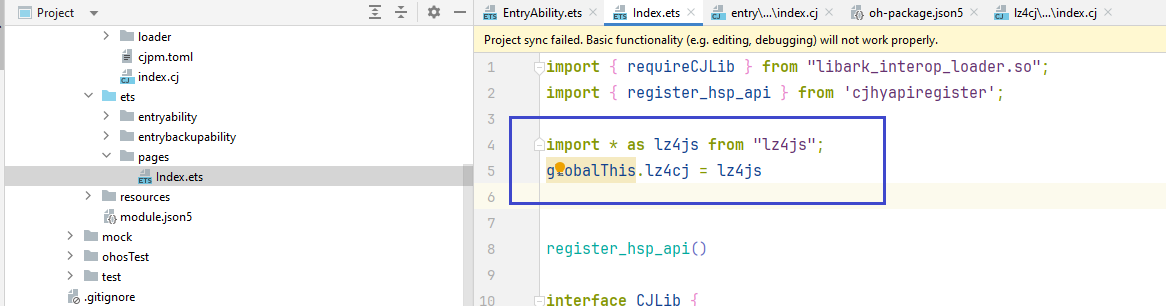 Project
loader
cjpm.toml
index.cj
ets
entryability
entrybackupability
pages
Index.ets
resources
module.json5
mock
ohosTest
test
.gitignore
EntryAbility.ets
Index.ets
entry\...\index.cj
oh-package.json5
lz4cj\...\index.cj
Project sync failed. Basic functionality (e.g. editing, debugging) will not work properly.
1 import { requireCJLib } from "libark_interop_loader.so";
2 import { register_hsp_api } from 'cjhyapiregister';
3
4 import * as lz4js from "lz4js";
5 globalThis.lz4cj = lz4js
6
7
8 register_hsp_api()
9
10 interface CJLib {